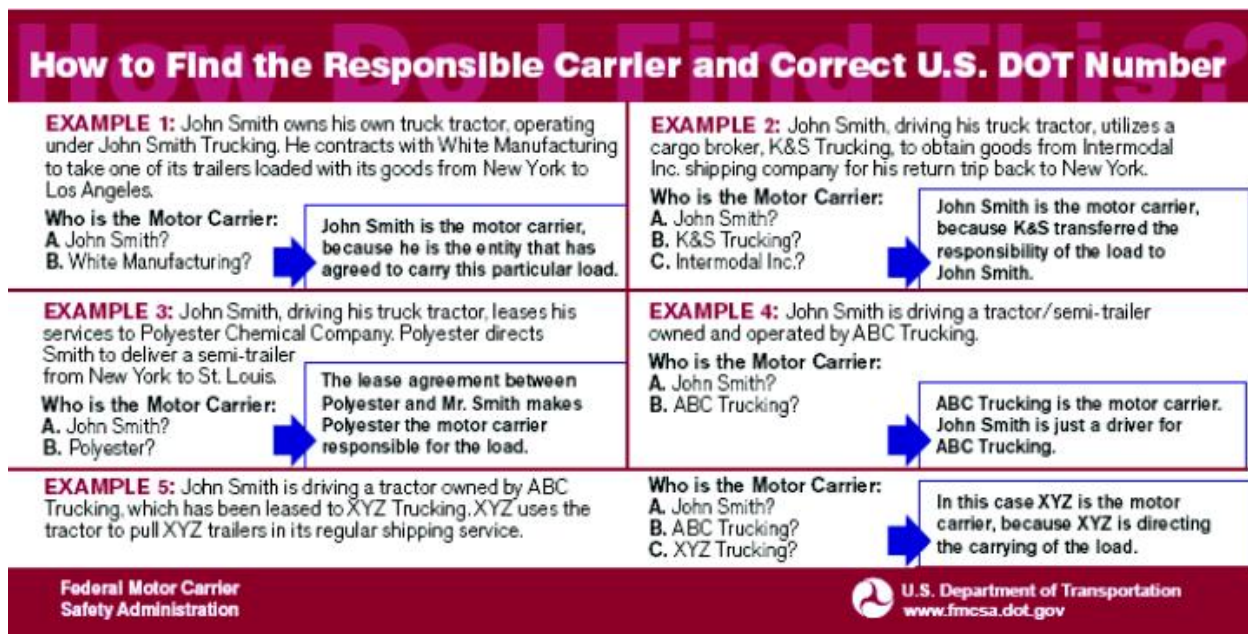 How Do I Find This?
How to Find the Responsible Carrier and Correct U.S. DOT Number
EXAMPLE 1: John Smith owns his own truck tractor, operating
under John Smith Trucking. He contracts with White Manufacturing
to take one of its trailers loaded with its goods from New York to
Los Angeles.
Who is the Motor Carrier:
A. John Smith?
B. White Manufacturing?
John Smith is the motor carrier,
because he is the entity that has
agreed to carry this particular load.
EXAMPLE 2: John Smith, driving his truck tractor, utilizes a
cargo broker, K&S Trucking, to obtain goods from Intermodal
Inc. shipping company for his return trip back to New York.
Who is the Motor Carrier:
A. John Smith?
B. K&S Trucking?
C. Intermodal Inc.?
John Smith is the motor carrier,
because K&S transferred the
responsibility of the load to
John Smith.
EXAMPLE 3: John Smith, driving his truck tractor, leases his
services to Polyester Chemical Company. Polyester directs
Smith to deliver a semi-trailer
from New York to St. Louis.
Who is the Motor Carrier:
A. John Smith?
B. Polyester?
The lease agreement between
Polyester and Mr. Smith makes
Polyester the motor carrier
responsible for the load.
EXAMPLE 4: John Smith is driving a tractor/semi-trailer
owned and operated by ABC Trucking.
Who is the Motor Carrier:
A. John Smith?
B. ABC Trucking?
ABC Trucking is the motor carrier.
John Smith is just a driver for
ABC Trucking.
EXAMPLE 5: John Smith is driving a tractor owned by ABC
Trucking, which has been leased to XYZ Trucking. XYZ uses the
tractor to pull XYZ trailers in its regular shipping service.
Who is the Motor Carrier:
A. John Smith?
B. ABC Trucking?
C. XYZ Trucking?
In this case XYZ is the motor
carrier, because XYZ is directing
the carrying of the load.
Federal Motor Carrier
Safety Administration
U.S. Department of Transportation
www.fmcsa.dot.gov